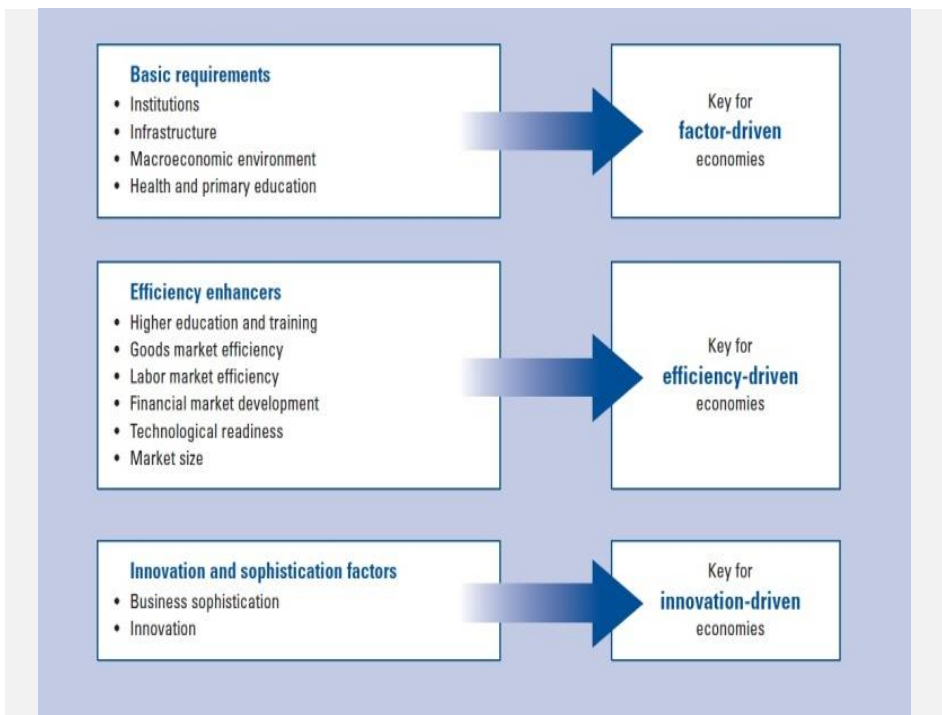 Basic requirements
• Institutions
• Infrastructure
• Macroeconomic environment
• Health and primary education
Key for
factor-driven
economies
Efficiency enhancers
• Higher education and training
• Goods market efficiency
• Labor market efficiency
• Financial market development
• Technological readiness
• Market size
Key for
efficiency-driven
economies
Innovation and sophistication factors
• Business sophistication
• Innovation
Key for
innovation-driven
economies